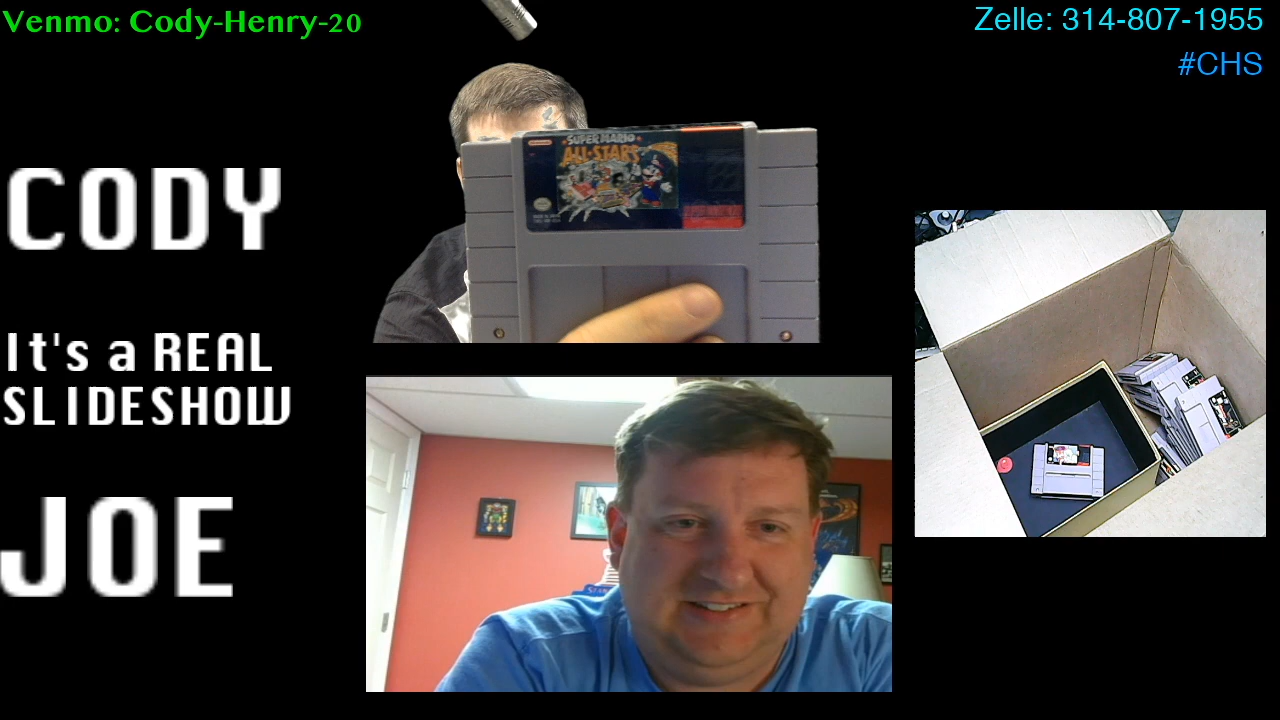 Venmo: Cody-Henry-20
Zelle: 314-807-1955
#CHS
CODY
SUPER MARIO
ALL-STARS
It's a REAL
SLIDESHOW
JOE